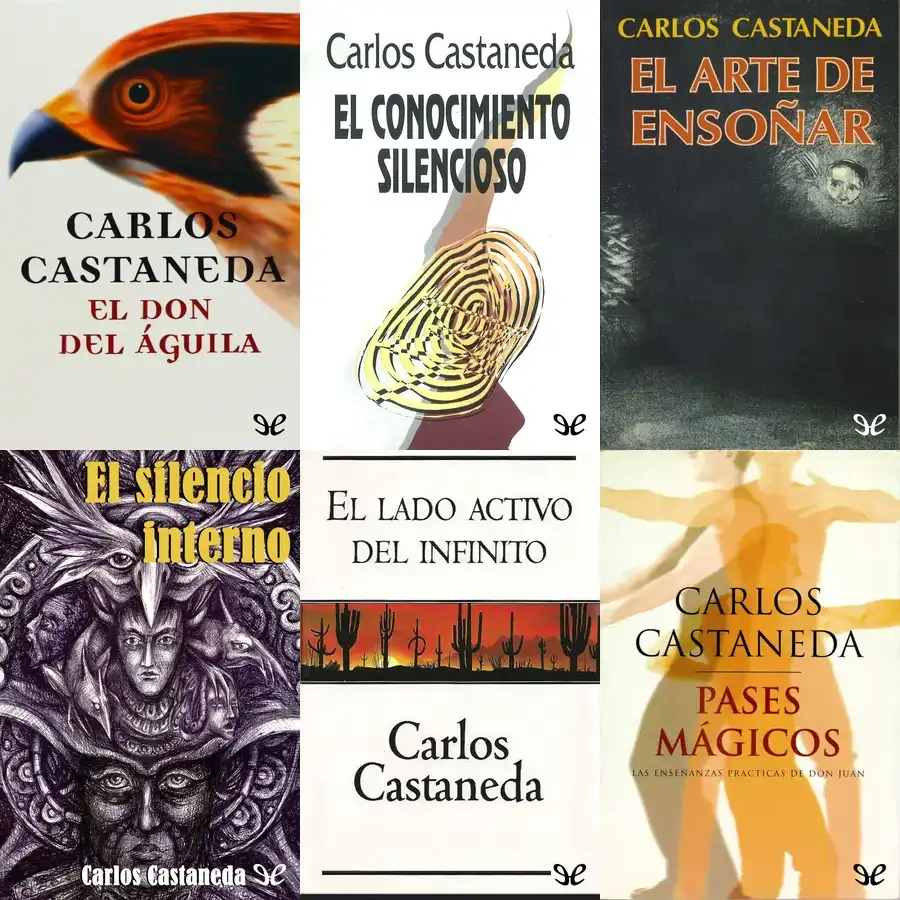 CARLOS
CASTANEDA
EL DON
DEL ÁGUILA
Carlos Castaneda
EL CONOCIMIENTO
SILENCIOSO
CARLOS CASTANEDA
EL ARTE DE
ENSOÑAR
El silencio
interno
Carlos Castaneda
EL LADO ACTIVO
DEL INFINITO
Carlos
Castaneda
CARLOS
CASTANEDA
PASES
MÁGICOS
LAS ENSEÑANZAS PRACTICAS DE DON JUAN